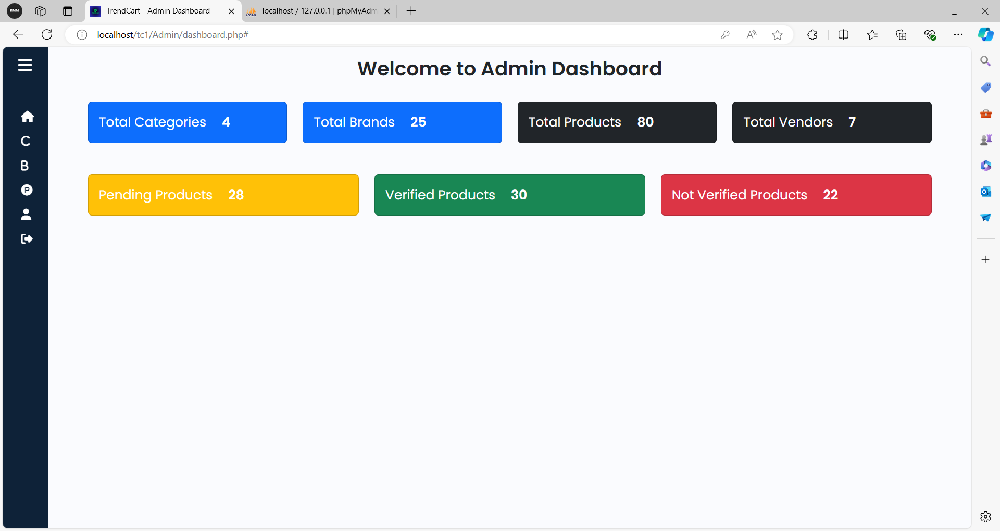 KMM
TrendCart - Admin Dashboard
PMA
localhost / 127.0.0.1 | phpMyAdm
localhost/tc1/Admin/dashboard.php#
Welcome to Admin Dashboard
Total Categories 4
Total Brands 25
Total Products 80
Total Vendors 7
C
B
P
Pending Products 28
Verified Products 30
Not Verified Products 22